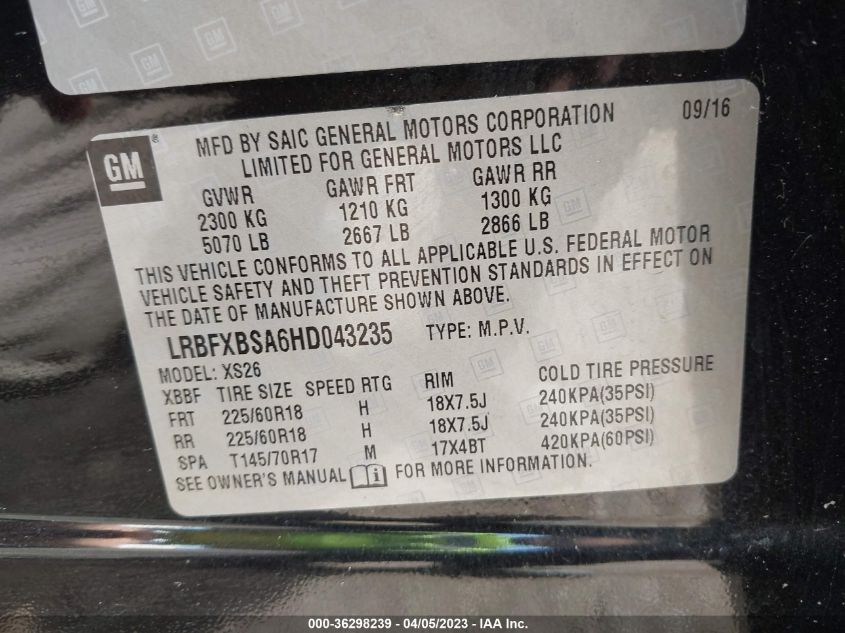 GM
®
MFD BY SAIC GENERAL MOTORS CORPORATION 09/16
LIMITED FOR GENERAL MOTORS LLC
GVWR GAWR FRT GAWR RR
2300 KG 1210 KG 1300 KG
5070 LB 2667 LB 2866 LB
THIS VEHICLE CONFORMS TO ALL APPLICABLE U.S. FEDERAL MOTOR
VEHICLE SAFETY AND THEFT PREVENTION STANDARDS IN EFFECT ON
THE DATE OF MANUFACTURE SHOWN ABOVE.
LRBFXBSA6HD043235 TYPE: M.P.V.
MODEL: XS26
XBBF TIRE SIZE SPEED RTG RIM COLD TIRE PRESSURE
FRT 225/60R18 H 18X7.5J 240KPA(35PSI)
RR 225/60R18 H 18X7.5J 240KPA(35PSI)
SPA T145/70R17 M 17X4BT 420KPA(60PSI)
SEE OWNER'S MANUAL FOR MORE INFORMATION.
000-36298239 - 04/05/2023 - IAA Inc.